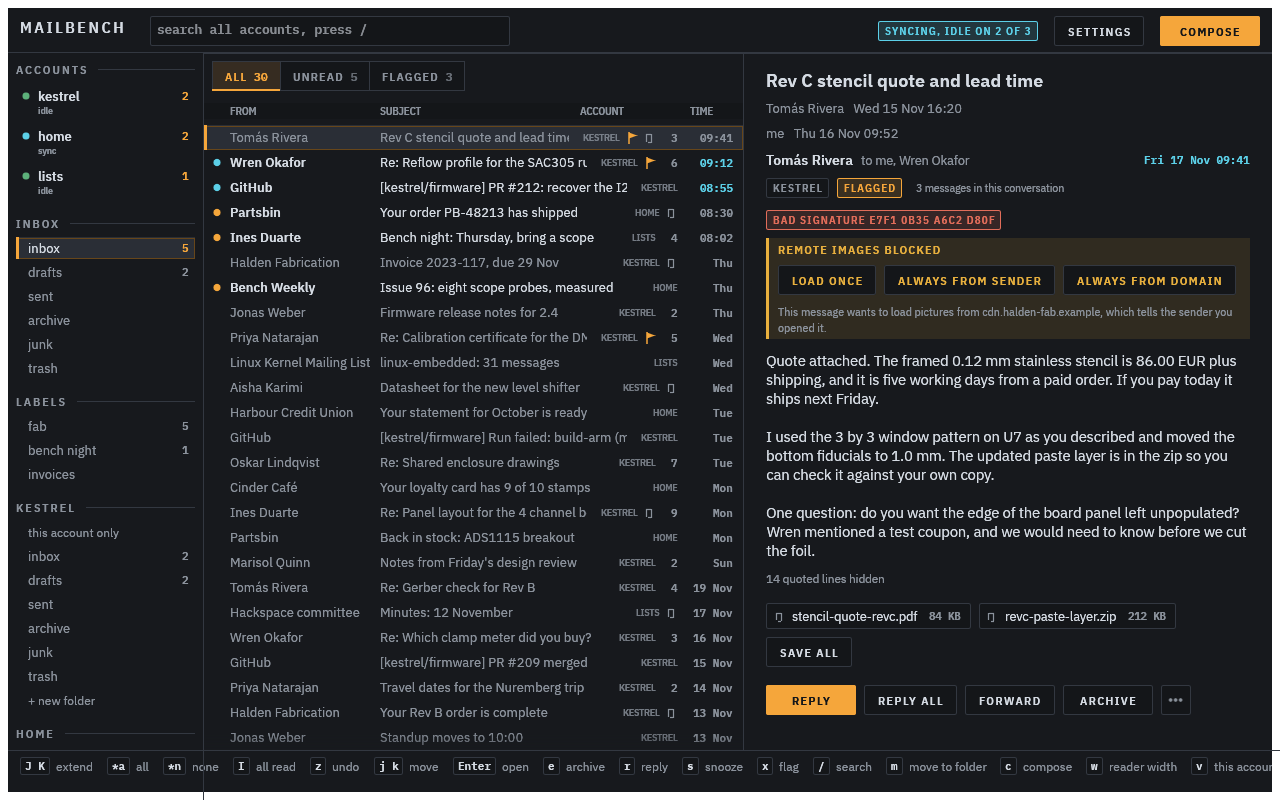 MAILBENCH
search all accounts, press /
SYNCING, IDLE ON 2 OF 3
SETTINGS
COMPOSE
ACCOUNTS
kestrel 2
idle
home 2
sync
lists 1
idle
INBOX
inbox 5
drafts 2
sent
archive
junk
trash
LABELS
fab 5
bench night 1
invoices
KESTREL
this account only
inbox 2
drafts 2
sent
archive
junk
trash
+ new folder
HOME
ALL 30 UNREAD 5 FLAGGED 3
FROM SUBJECT ACCOUNT TIME
Tomás Rivera Rev C stencil quote and lead time KESTREL 3 09:41
Wren Okafor Re: Reflow profile for the SAC305 ru KESTREL 6 09:12
GitHub [kestrel/firmware] PR #212: recover the I2 KESTREL 08:55
Partsbin Your order PB-48213 has shipped HOME 08:30
Ines Duarte Bench night: Thursday, bring a scope LISTS 4 08:02
Halden Fabrication Invoice 2023-117, due 29 Nov KESTREL Thu
Bench Weekly Issue 96: eight scope probes, measured HOME Thu
Jonas Weber Firmware release notes for 2.4 KESTREL 2 Thu
Priya Natarajan Re: Calibration certificate for the DM KESTREL 5 Wed
Linux Kernel Mailing List linux-embedded: 31 messages LISTS Wed
Aisha Karimi Datasheet for the new level shifter KESTREL Wed
Harbour Credit Union Your statement for October is ready HOME Tue
GitHub [kestrel/firmware] Run failed: build-arm (m KESTREL Tue
Oskar Lindqvist Re: Shared enclosure drawings KESTREL 7 Tue
Cinder Café Your loyalty card has 9 of 10 stamps HOME Mon
Ines Duarte Re: Panel layout for the 4 channel b KESTREL 9 Mon
Partsbin Back in stock: ADS1115 breakout HOME Mon
Marisol Quinn Notes from Friday's design review KESTREL 2 Sun
Tomás Rivera Re: Gerber check for Rev B KESTREL 4 19 Nov
Hackspace committee Minutes: 12 November LISTS 17 Nov
Wren Okafor Re: Which clamp meter did you buy? KESTREL 3 16 Nov
GitHub [kestrel/firmware] PR #209 merged KESTREL 15 Nov
Priya Natarajan Travel dates for the Nuremberg trip KESTREL 2 14 Nov
Halden Fabrication Your Rev B order is complete KESTREL 13 Nov
Jonas Weber Standup moves to 10:00 KESTREL 13 Nov
Rev C stencil quote and lead time
Tomás Rivera Wed 15 Nov 16:20
me Thu 16 Nov 09:52
Tomás Rivera to me, Wren Okafor Fri 17 Nov 09:41
KESTREL FLAGGED 3 messages in this conversation
BAD SIGNATURE E7F1 0B35 A6C2 D80F
REMOTE IMAGES BLOCKED
LOAD ONCE ALWAYS FROM SENDER ALWAYS FROM DOMAIN
This message wants to load pictures from cdn.halden-fab.example, which tells the sender you
opened it.
Quote attached. The framed 0.12 mm stainless stencil is 86.00 EUR plus
shipping, and it is five working days from a paid order. If you pay today it
ships next Friday.
I used the 3 by 3 window pattern on U7 as you described and moved the
bottom fiducials to 1.0 mm. The updated paste layer is in the zip so you
can check it against your own copy.
One question: do you want the edge of the board panel left unpopulated?
Wren mentioned a test coupon, and we would need to know before we cut
the foil.
14 quoted lines hidden
stencil-quote-revc.pdf 84 KB revc-paste-layer.zip 212 KB
SAVE ALL
REPLY REPLY ALL FORWARD ARCHIVE •••
J K extend *a all *n none I all read z undo j k move Enter open e archive r reply s snooze x flag / search m move to folder c compose w reader width v this accoun